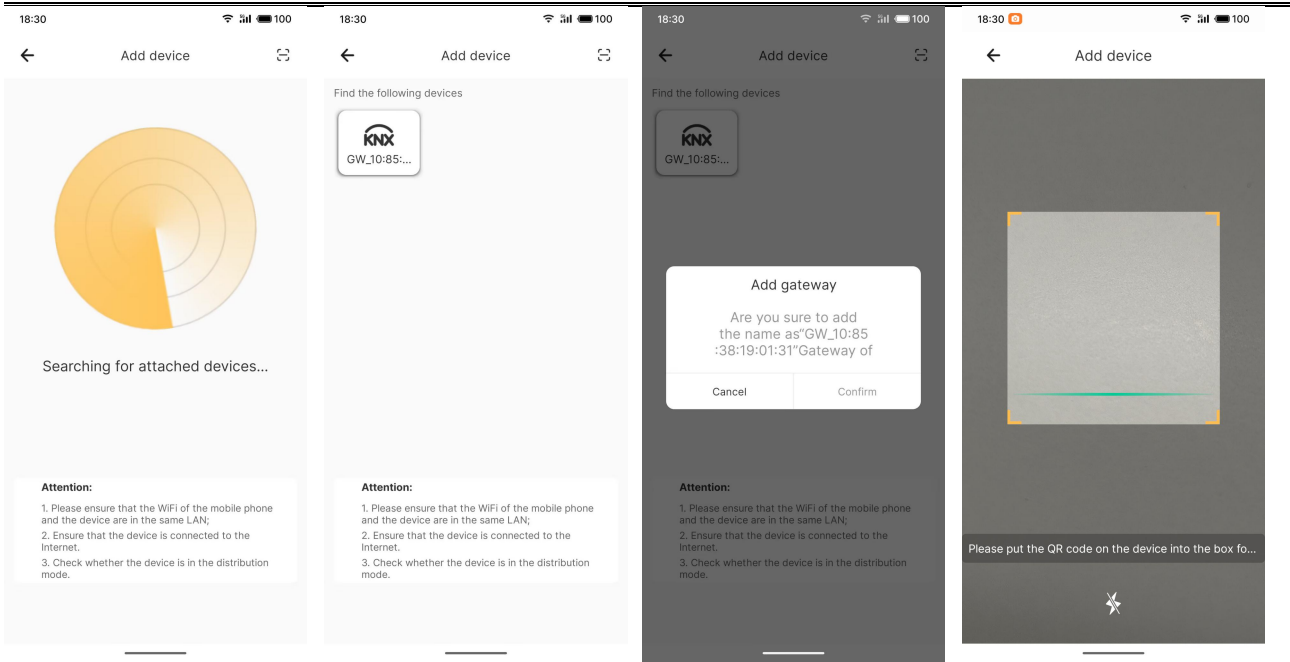 18:30
100
Add device
Searching for attached devices...
Attention:
1. Please ensure that the WiFi of the mobile phone
and the device are in the same LAN;
2. Ensure that the device is connected to the
Internet.
3. Check whether the device is in the distribution
mode.
18:30
100
Add device
Find the following devices
KNX
GW_10:85:...
Attention:
1. Please ensure that the WiFi of the mobile phone
and the device are in the same LAN;
2. Ensure that the device is connected to the
Internet.
3. Check whether the device is in the distribution
mode.
18:30
100
Add device
Find the following devices
KNX
GW_10:85:...
Add gateway
Are you sure to add
the name as“GW_10:85
:38:19:01:31”Gateway of
Cancel
Confirm
Attention:
1. Please ensure that the WiFi of the mobile phone
and the device are in the same LAN;
2. Ensure that the device is connected to the
Internet.
3. Check whether the device is in the distribution
mode.
18:30
100
Add device
Please put the QR code on the device into the box fo...